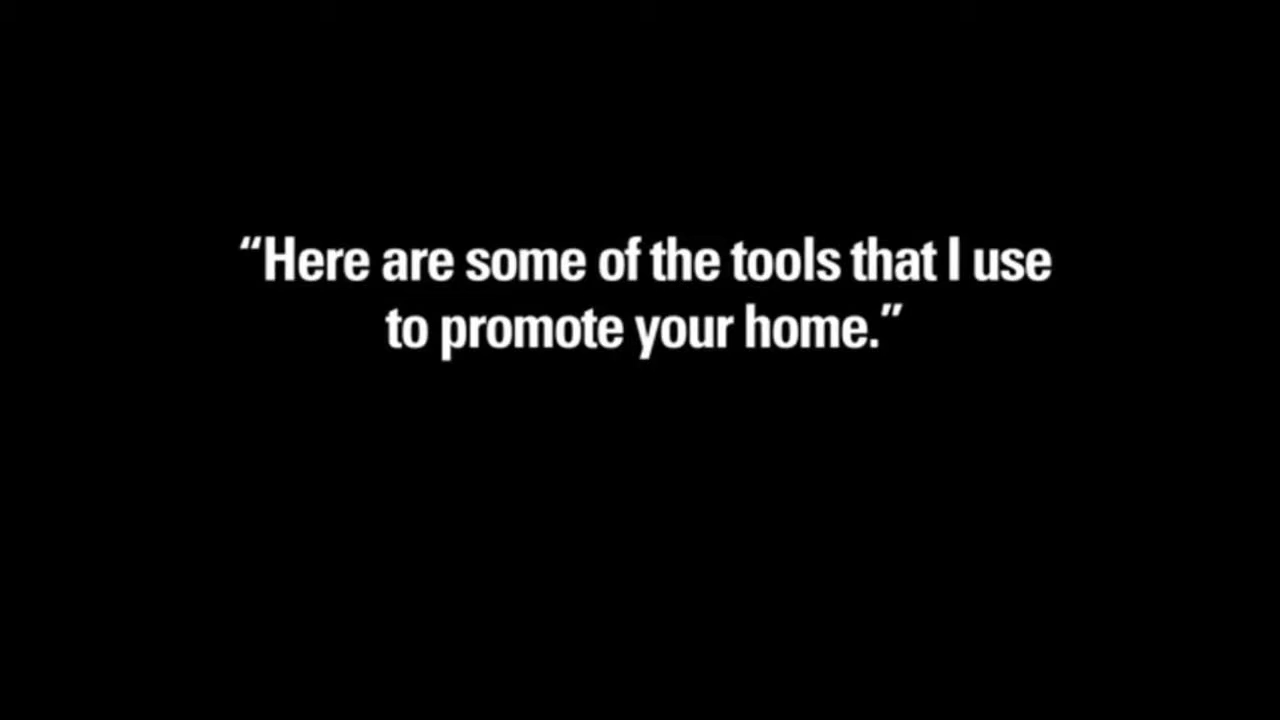 “Here are some of the tools that I use
to promote your home.”